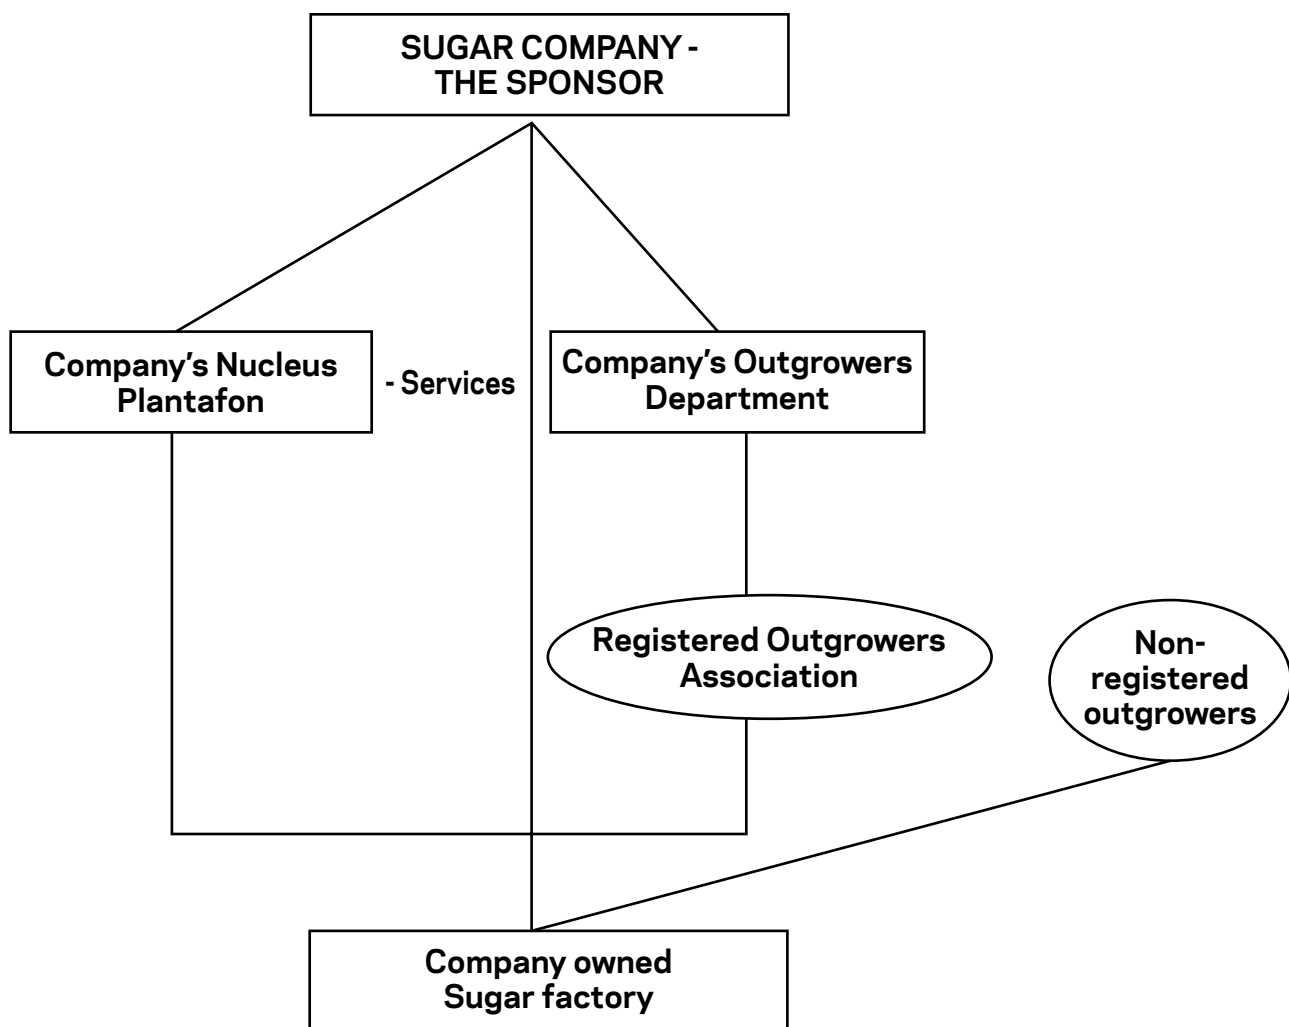 SUGAR COMPANY -
THE SPONSOR
Company's Nucleus
Plantafon
- Services
Company's Outgrowers
Department
Registered Outgrowers
Association
Non-
registered
outgrowers
Company owned
Sugar factory